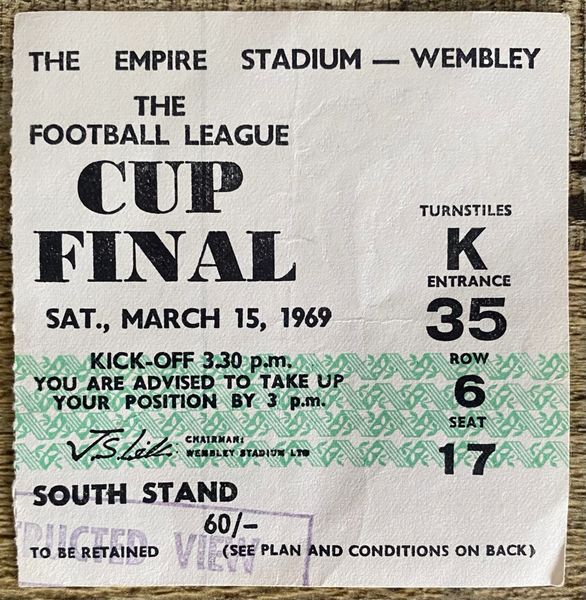 THE EMPIRE STADIUM — WEMBLEY
THE
FOOTBALL LEAGUE
CUP
FINAL
SAT., MARCH 15, 1969
KICK-OFF 3.30 p.m.
YOU ARE ADVISED TO TAKE UP
YOUR POSITION BY 3 p.m.
CHAIRMAN:
WEMBLEY STADIUM LTD
SOUTH STAND
60/–
TO BE RETAINED (SEE PLAN AND CONDITIONS ON BACK)
TURNSTILES
K
ENTRANCE
35
ROW
6
SEAT
17
RUCTED VIEW